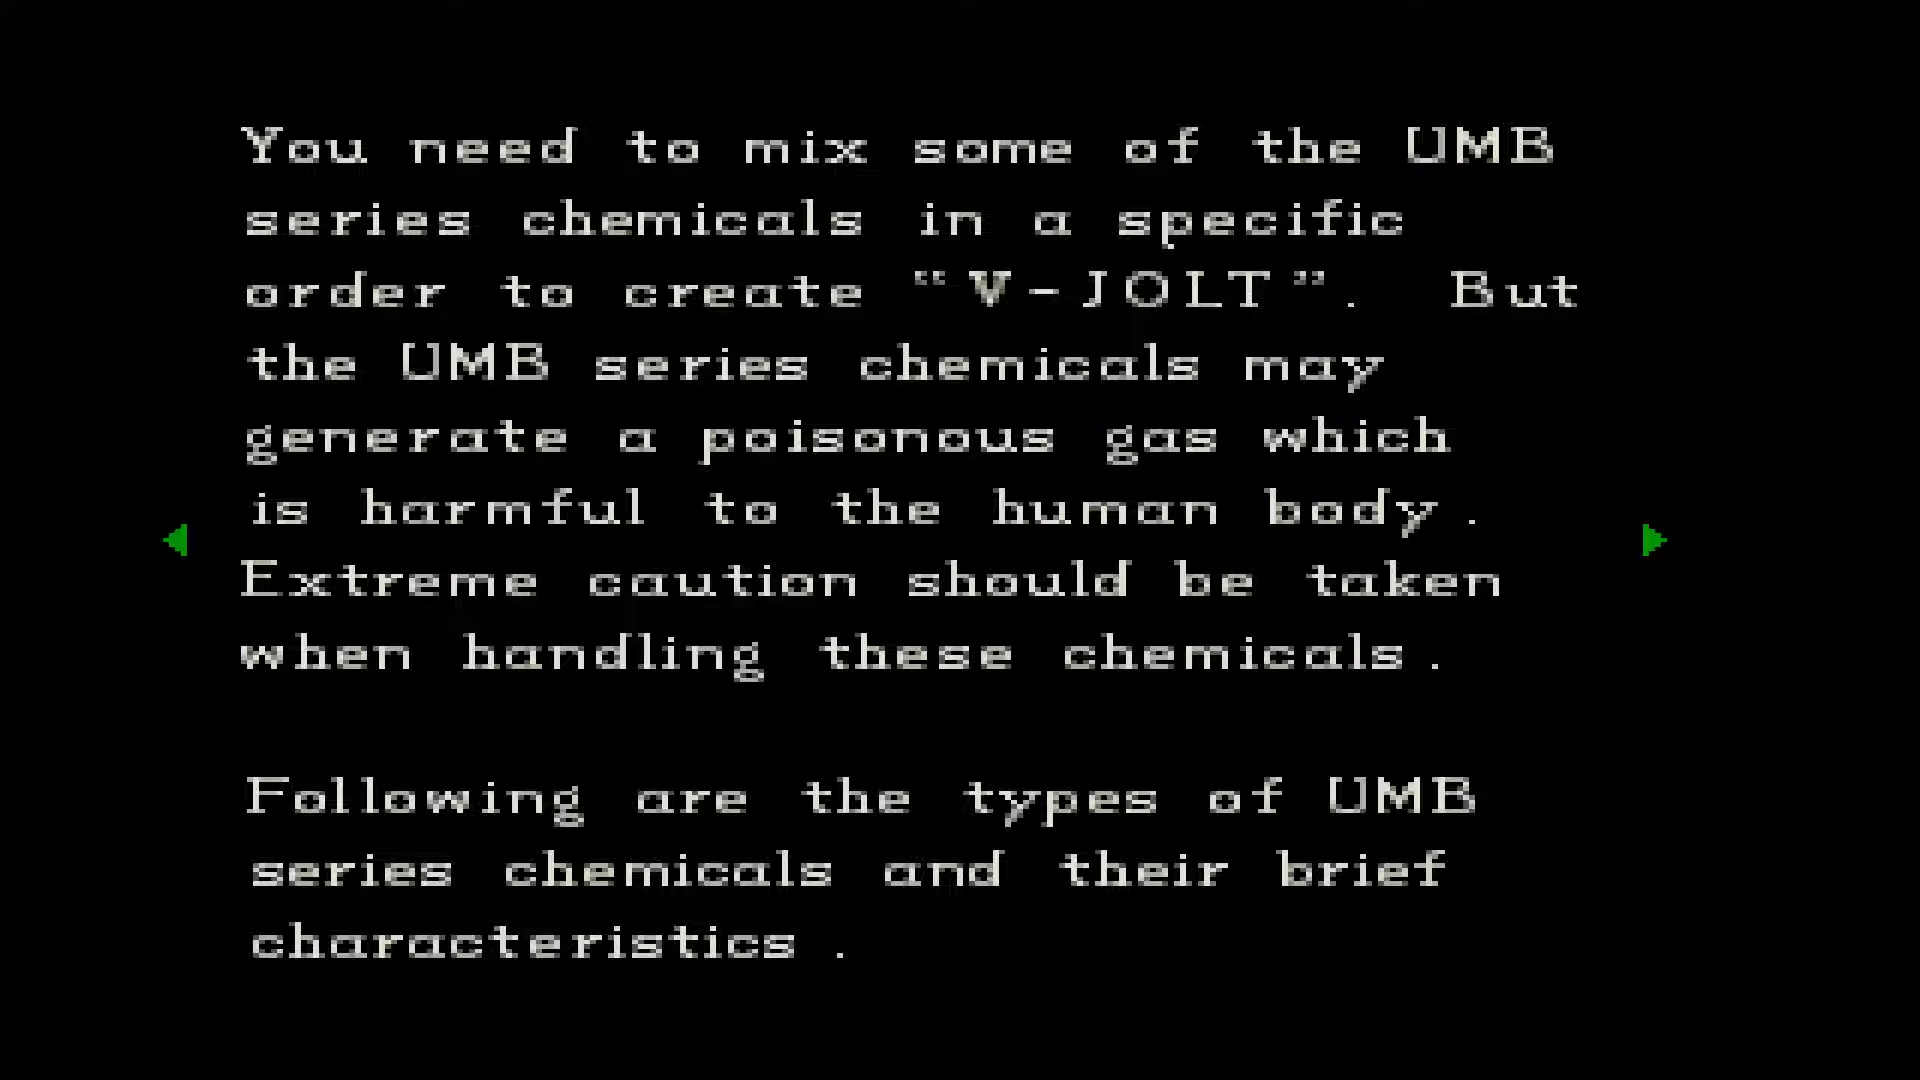 You need to mix some of the UMB
series chemicals in a specific
order to create “V-JOLT”. But
the UMB series chemicals may
generate a poisonous gas which
is harmful to the human body.
Extreme caution should be taken
when handling these chemicals.
Following are the types of UMB
series chemicals and their brief
characteristics.